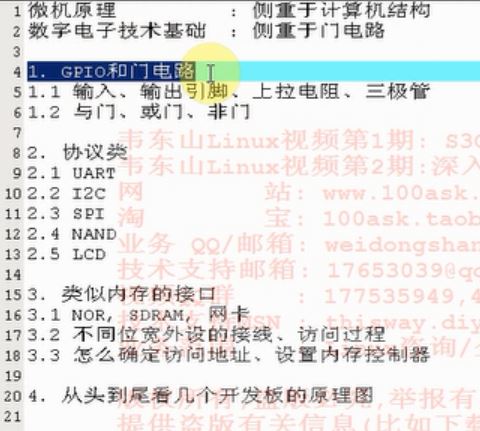 1 微机原理 : 侧重于计算机结构
2 数字电子技术基础 : 侧重于门电路
3
4 1. GPIO和门电路
5 1.1 输入、输出引脚、上拉电阻、三极管
6 1.2 与门、或门、非门
7 韦东山Linux视频第1期: S3C
8 2. 协议类 韦东山Linux视频第2期:深入
9 2.1 UART
10 2.2 I2C 网 站: www.100ask.
11 2.3 SPI 淘 宝: 100ask.taob
12 2.4 NAND 业务 QQ/邮箱: weidongshan
13 2.5 LCD 技术支持邮箱: 17653039@qq
14 群: 177535949,4
15 3. 类似内存的接口
16 3.1 NOR, SDRAM, 网卡 thisway.diy
17 3.2 不同位宽外设的接线、访问过程
18 3.3 怎么确定访问地址、设置内存控制器 咨询/
19
20 4. 从头到尾看几个开发板的原理图 举报有
21 提供盗版有关信息(比如下载